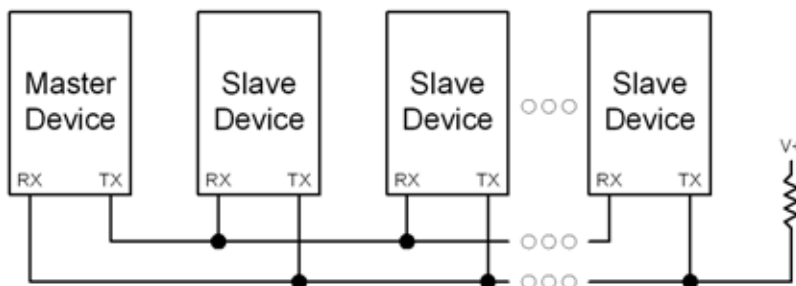 Master
Device
RX TX
Slave
Device
RX TX
Slave
Device
RX TX
Slave
Device
RX TX
V+